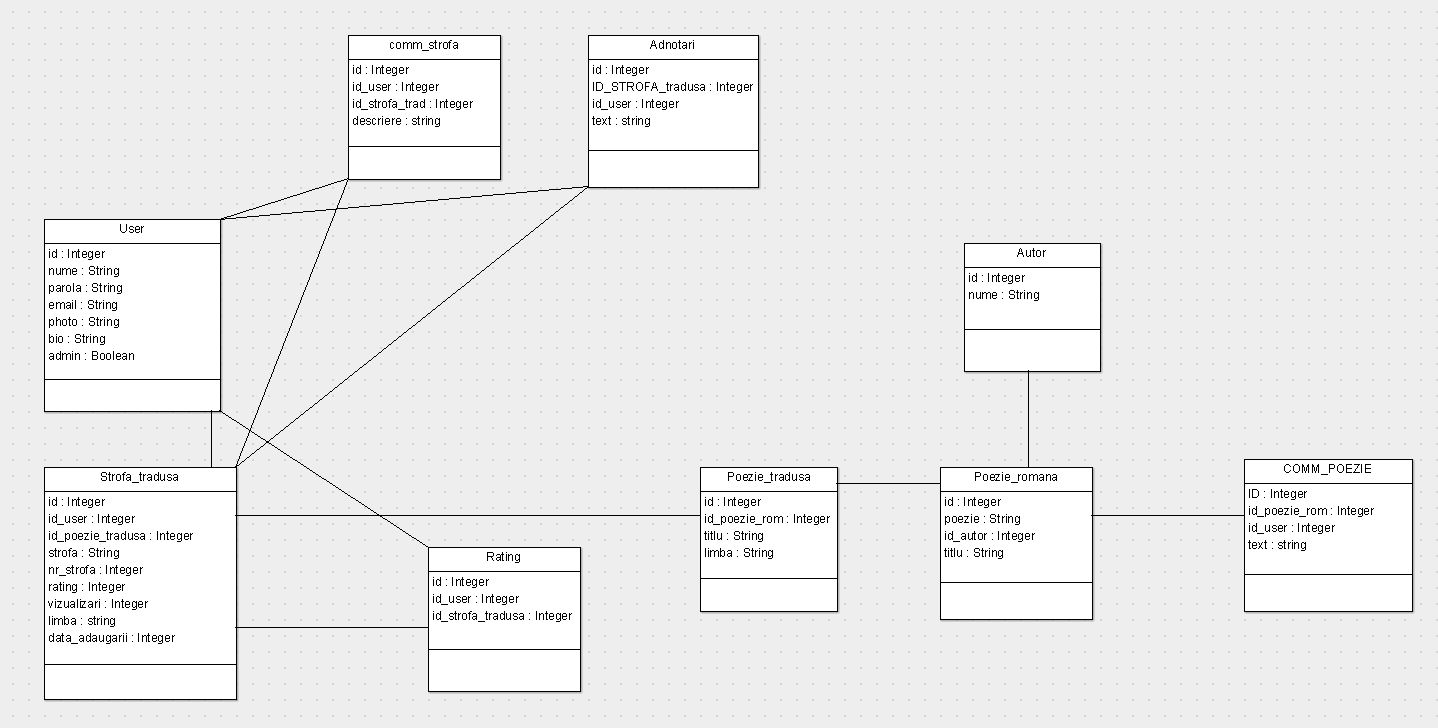 comm_strofa
id : Integer
id_user : Integer
id_strofa_trad : Integer
descriere : string
Adnotari
id : Integer
ID_STROFA_tradusa : Integer
id_user : Integer
text : string
User
id : Integer
nume : String
parola : String
email : String
photo : String
bio : String
admin : Boolean
Autor
id : Integer
nume : String
Strofa_tradusa
id : Integer
id_user : Integer
id_poezie_tradusa : Integer
strofa : String
nr_strofa : Integer
rating : Integer
vizualizari : Integer
limba : string
data_adaugarii : Integer
Rating
id : Integer
id_user : Integer
id_strofa_tradusa : Integer
Poezie_tradusa
id : Integer
id_poezie_rom : Integer
titlu : String
limba : String
Poezie_romana
id : Integer
poezie : String
id_autor : Integer
titlu : String
COMM_POEZIE
ID : Integer
id_poezie_rom : Integer
id_user : Integer
text : string